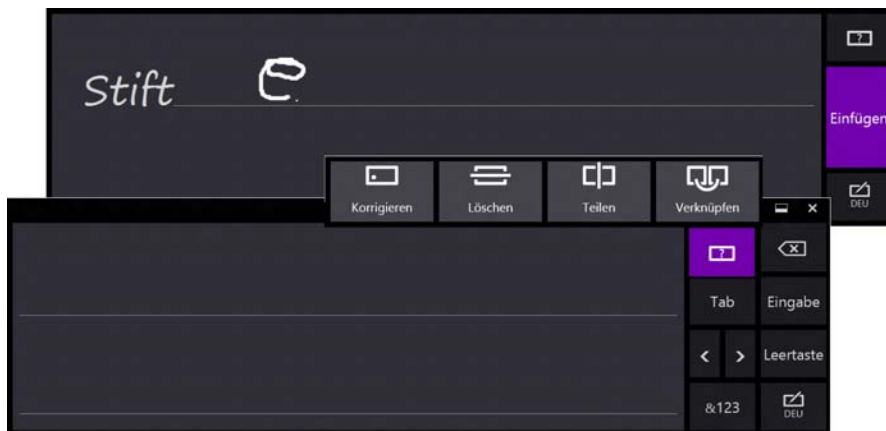 Stift e
Einfügen
DEU
Korrigieren Löschen Teilen Verknüpfen
Tab Eingabe
< > Leertaste
&123 DEU